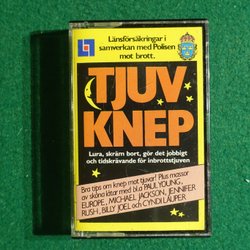 Länsförsäkringar i
samverkan med Polisen
mot brott.
TJUV
KNEP
Lura, skräm bort, gör det jobbigt
och tidskrävande för inbrottstjuven
Bra tips om knep mot tjuvar! Plus massor
av sköna låtar med bl.a PAUL YOUNG,
EUROPE, MICHAEL JACKSON, JENNIFER
RUSH, BILLY JOEL och CYNDI LAUPER